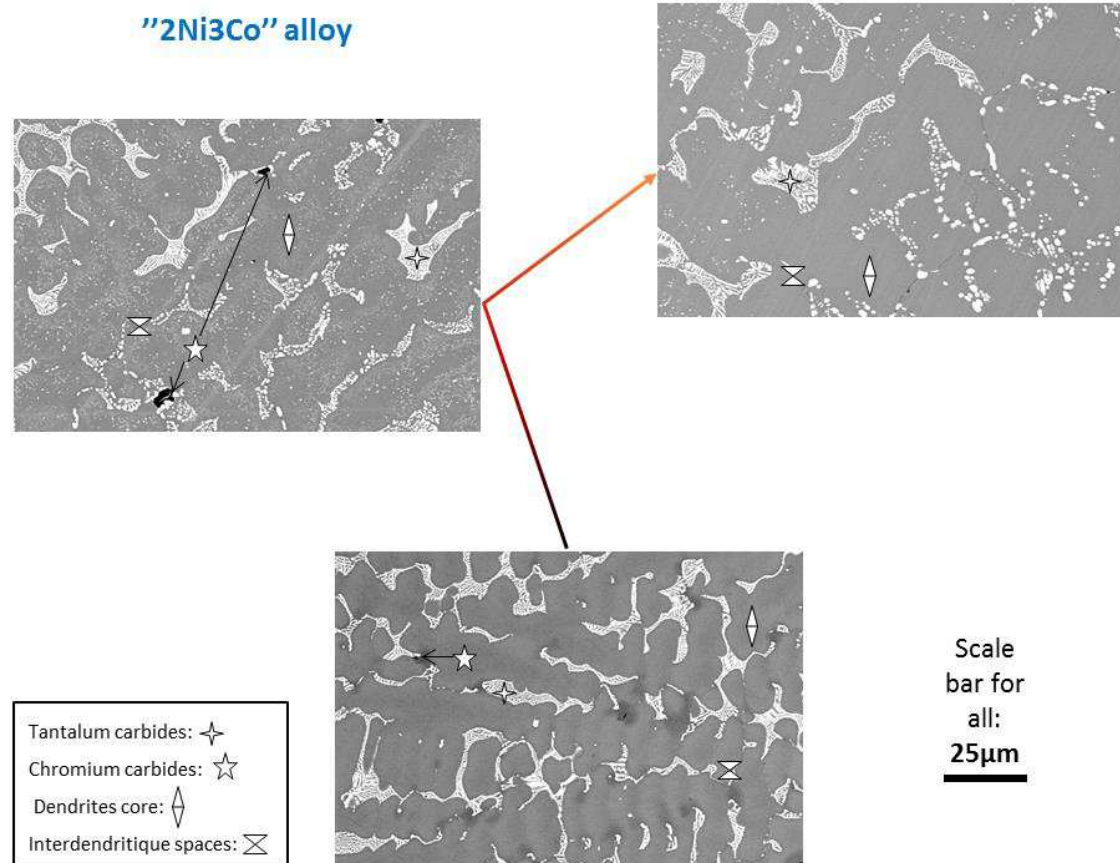 "2Ni3Co" alloy
Tantalum carbides:
Chromium carbides:
Dendrites core:
Interdendritique spaces:
Scale
bar for
all:
25µm